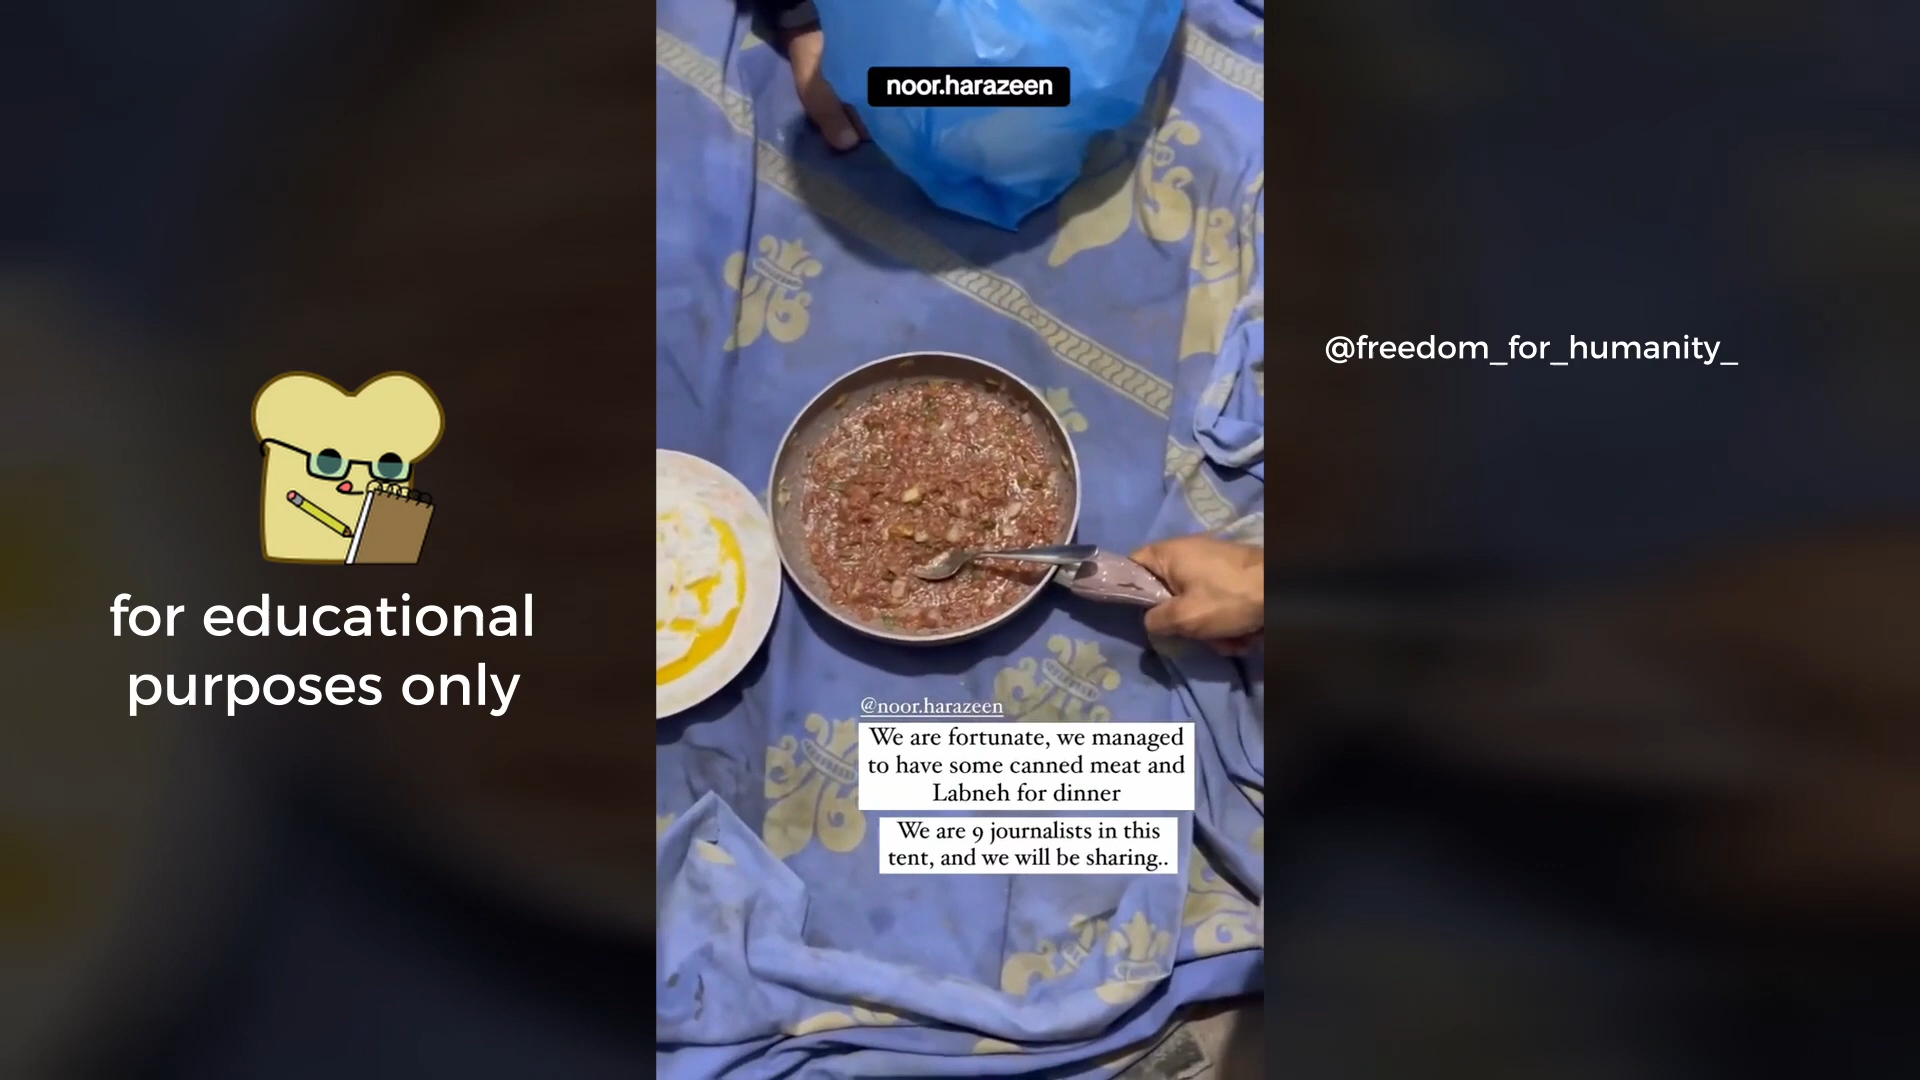 noor.harazeen
@freedom_for_humanity_
for educational
purposes only
@noor.harazeen
We are fortunate, we managed
to have some canned meat and
Labneh for dinner
We are 9 journalists in this
tent, and we will be sharing..